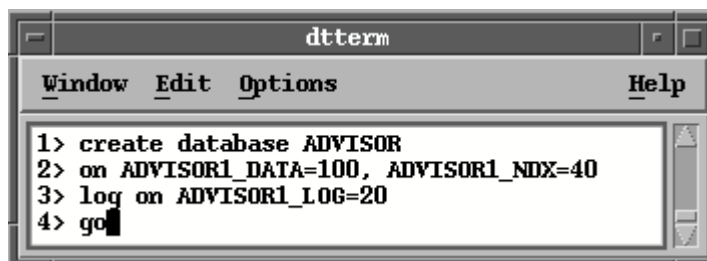 dtterm
Window Edit Options Help
1> create database ADVISOR
2> on ADVISOR1_DATA=100, ADVISOR1_NDX=40
3> log on ADVISOR1_LOG=20
4> go